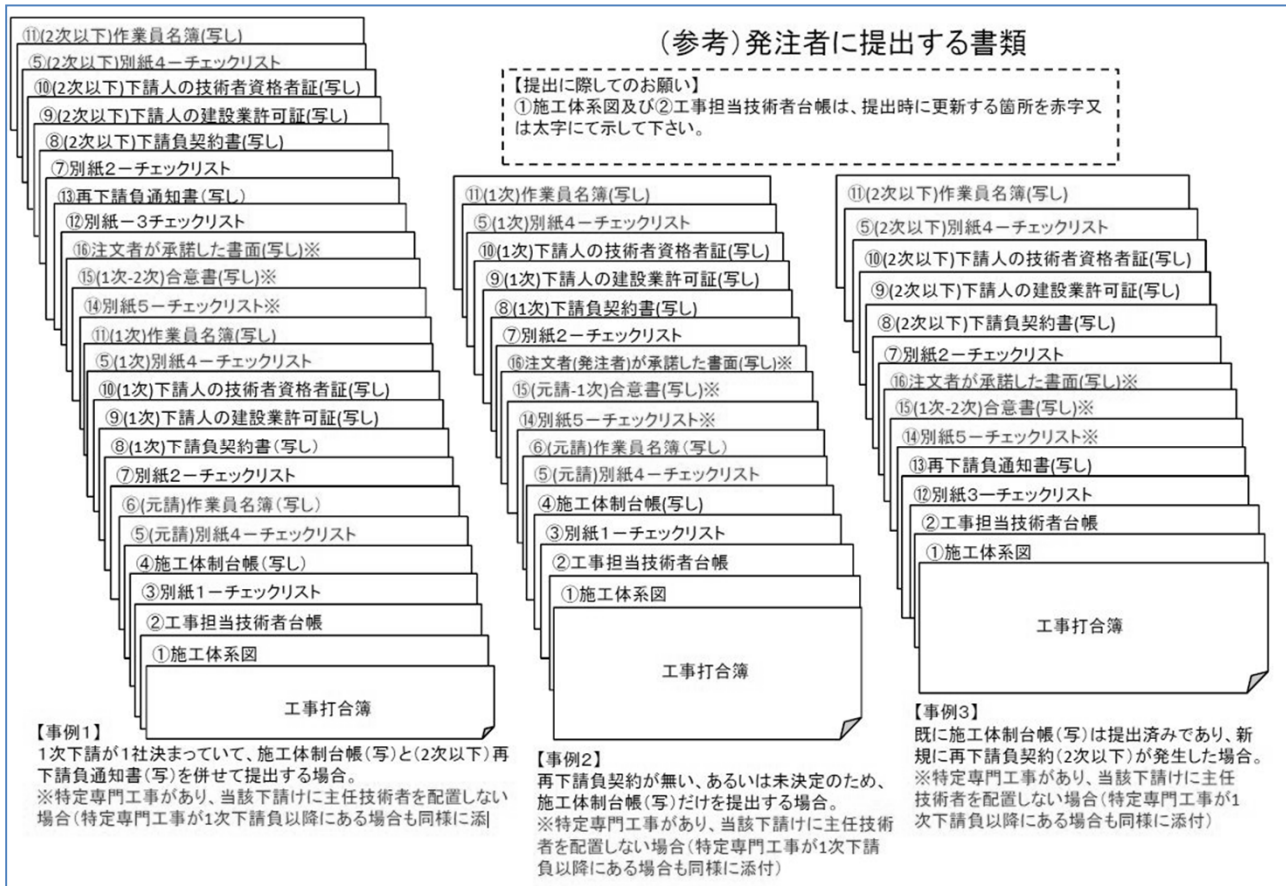 (参考)発注者に提出する書類
【提出に際してのお願い】
①施工体系図及び②工事担当技術者台帳は、提出時に更新する箇所を赤字又
は太字にて示して下さい。
⑪(2次以下)作業員名簿(写し)
⑤(2次以下)別紙4ーチェックリスト
⑩(2次以下)下請人の技術者資格者証(写し)
⑨(2次以下)下請人の建設業許可証(写し)
⑧(2次以下)下請負契約書(写し)
⑦別紙2ーチェックリスト
⑬再下請負通知書(写し)
⑫別紙ー3チェックリスト
⑯注文者が承諾した書面(写し)※
⑮(1次-2次)合意書(写し)※
⑭別紙5ーチェックリスト※
⑪(1次)作業員名簿(写し)
⑤(1次)別紙4ーチェックリスト
⑩(1次)下請人の技術者資格者証(写し)
⑨(1次)下請人の建設業許可証(写し)
⑧(1次)下請負契約書(写し)
⑦別紙2ーチェックリスト
⑥(元請)作業員名簿(写し)
⑤(元請)別紙4ーチェックリスト
④施工体制台帳(写し)
③別紙1ーチェックリスト
②工事担当技術者台帳
①施工体系図
工事打合簿
【事例1】
1次下請が1社決まっていて、施工体制台帳(写)と(2次以下)再
下請負通知書(写)を併せて提出する場合。
※特定専門工事があり、当該下請けに主任技術者を配置しない
場合(特定専門工事が1次下請負以降にある場合も同様に添
⑪(1次)作業員名簿(写し)
⑤(1次)別紙4ーチェックリスト
⑩(1次)下請人の技術者資格者証(写し)
⑨(1次)下請人の建設業許可証(写し)
⑧(1次)下請負契約書(写し)
⑦別紙2ーチェックリスト
⑯注文者(発注者)が承諾した書面(写し)※
⑮(元請-1次)合意書(写し)※
⑭別紙5ーチェックリスト※
⑥(元請)作業員名簿(写し)
⑤(元請)別紙4ーチェックリスト
④施工体制台帳(写し)
③別紙1ーチェックリスト
②工事担当技術者台帳
①施工体系図
工事打合簿
【事例2】
再下請負契約が無い、あるいは未決定のため、
施工体制台帳(写)だけを提出する場合。
※特定専門工事があり、当該下請けに主任技術
者を配置しない場合(特定専門工事が1次下請
負以降にある場合も同様に添付)
⑪(2次以下)作業員名簿(写し)
⑤(2次以下)別紙4ーチェックリスト
⑩(2次以下)下請人の技術者資格者証(写し)
⑨(2次以下)下請人の建設業許可証(写し)
⑧(2次以下)下請負契約書(写し)
⑦別紙2ーチェックリスト
⑯注文者が承諾した書面(写し)※
⑮(1次-2次)合意書(写し)※
⑭別紙5ーチェックリスト※
⑬再下請負通知書(写し)
⑫別紙3ーチェックリスト
②工事担当技術者台帳
①施工体系図
工事打合簿
【事例3】
既に施工体制台帳(写)は提出済みであり、新
規に再下請負契約(2次以下)が発生した場合。
※特定専門工事があり、当該下請けに主任
技術者を配置しない場合(特定専門工事が1
次下請負以降にある場合も同様に添付)